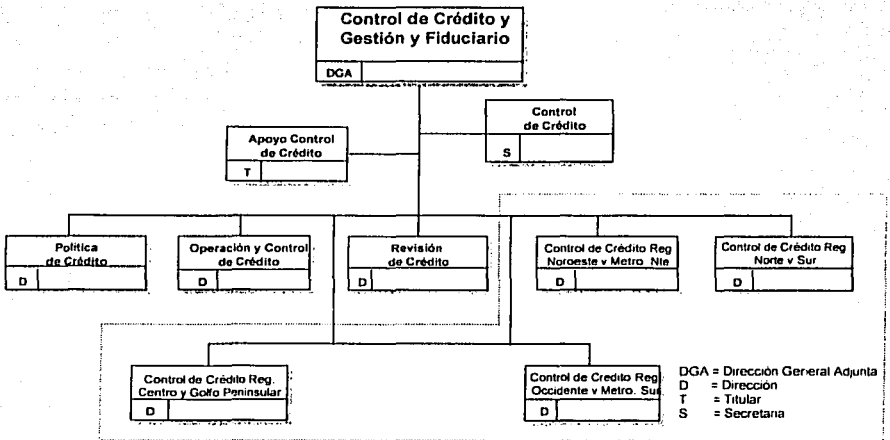 Control de Crédito y
Gestión y Fiduciario
DGA
Control
de Crédito
S
Apoyo Control
de Crédito
T
Política
de Crédito
D
Operación y Control
de Crédito
D
Revisión
de Crédito
D
Control de Crédito Reg
Noroeste y Metro Nte
D
Control de Crédito Reg
Norte y Sur
D
Control de Crédito Reg.
Centro y Golfo Peninsular
D
Control de Credito Reg
Occidente y Metro. Sur
D
DGA = Dirección General Adjunta
D = Dirección
T = Titular
S = Secretaria